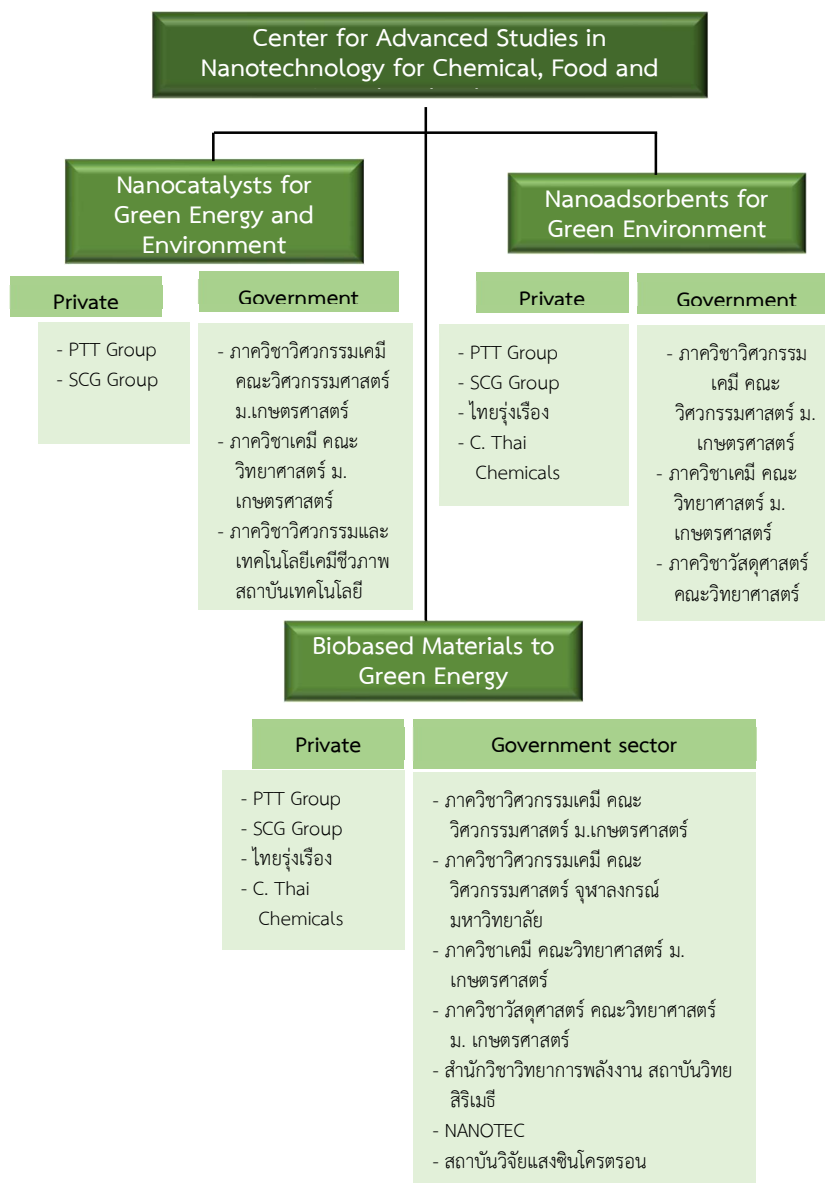 Center for Advanced Studies in
Nanotechnology for Chemical, Food and
Nanocatalysts for
Green Energy and
Environment
Private
- PTT Group
- SCG Group
Government
- ภาควิชาวิศวกรรมเคมี
คณะวิศวกรรมศาสตร์
ม.เกษตรศาสตร์
- ภาควิชาเคมี คณะ
วิทยาศาสตร์ ม.
เกษตรศาสตร์
- ภาควิชาวิศวกรรมและ
เทคโนโลยีเคมีชีวภาพ
สถาบันเทคโนโลยี
Nanoadsorbents for
Green Environment
Private
- PTT Group
- SCG Group
- ไทยรุ่งเรือง
- C. Thai
Chemicals
Government
- ภาควิชาวิศวกรรม
เคมี คณะ
วิศวกรรมศาสตร์ ม.
เกษตรศาสตร์
- ภาควิชาเคมี คณะ
วิทยาศาสตร์ ม.
เกษตรศาสตร์
- ภาควิชาวัสดุศาสตร์
คณะวิทยาศาสตร์
Biobased Materials to
Green Energy
Private
- PTT Group
- SCG Group
- ไทยรุ่งเรือง
- C. Thai
Chemicals
Government sector
- ภาควิชาวิศวกรรมเคมี คณะ
วิศวกรรมศาสตร์ ม.เกษตรศาสตร์
- ภาควิชาวิศวกรรมเคมี คณะ
วิศวกรรมศาสตร์ จุฬาลงกรณ์
มหาวิทยาลัย
- ภาควิชาเคมี คณะวิทยาศาสตร์ ม.
เกษตรศาสตร์
- ภาควิชาวัสดุศาสตร์ คณะวิทยาศาสตร์
ม. เกษตรศาสตร์
- สำนักวิชาวิทยาการพลังงาน สถาบันวิทย
สิริเมธี
- NANOTEC
- สถาบันวิจัยแสงซินโครตรอน